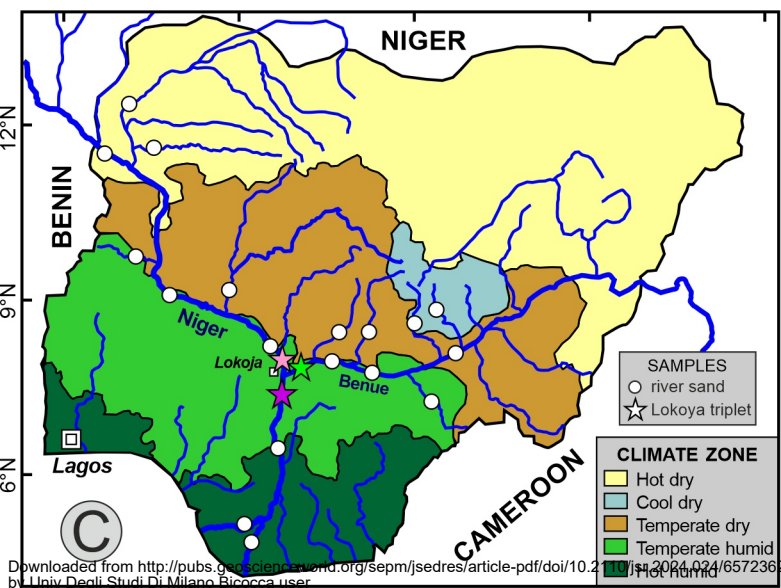 NIGER
12°N
BENIN
9°N
Niger
Lokoja
Benue
SAMPLES
river sand
Lokoya triplet
6°N
Lagos
CAMEROON
CLIMATE ZONE
Hot dry
Cool dry
Temperate dry
Temperate humid
Hot humid
C
Downloaded from http://pubs.geoscienceworld.org/sepm/jsedres/article-pdf/doi/10.2110/jsr.2024.024/657236
by Univ Degli Studi Di Milano Bicocca user